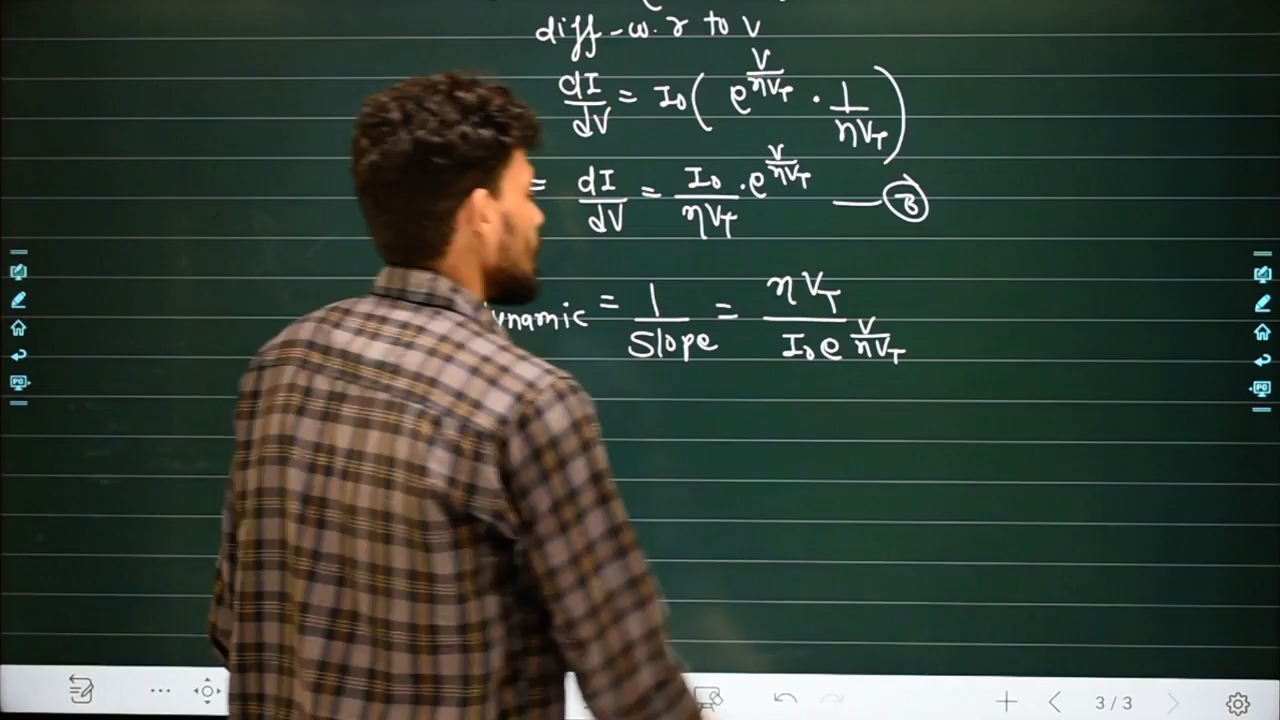 diff-w.r to V
dI/dV = I₀( e^(V/ηV_T) · 1/ηV_T )
= dI/dV = I₀/ηV_T · e^(V/ηV_T) — B
ynamic = 1/Slope = ηV_T / I₀e^(V/ηV_T)
3/3